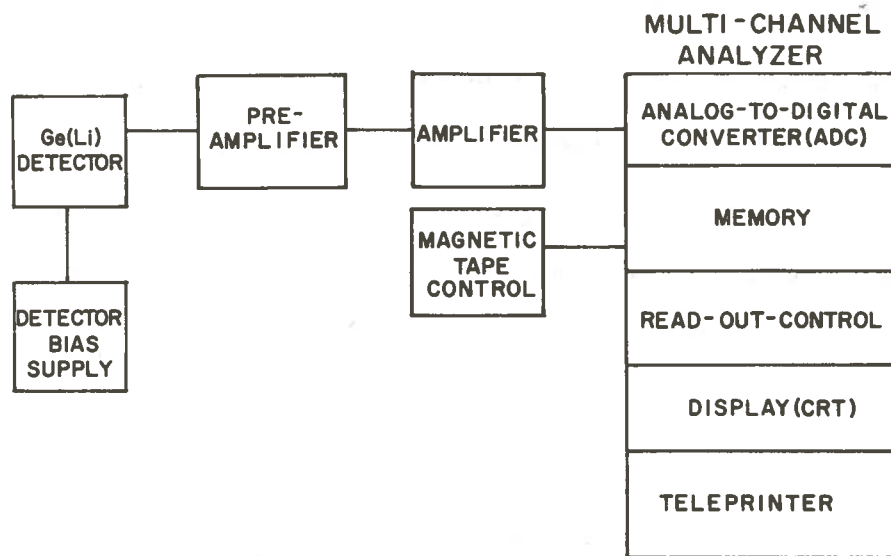 MULTI-CHANNEL
ANALYZER
Ge(Li)
DETECTOR
PRE-
AMPLIFIER
AMPLIFIER
ANALOG-TO-DIGITAL
CONVERTER(ADC)
MEMORY
MAGNETIC
TAPE
CONTROL
DETECTOR
BIAS
SUPPLY
READ-OUT-CONTROL
DISPLAY(CRT)
TELEPRINTER